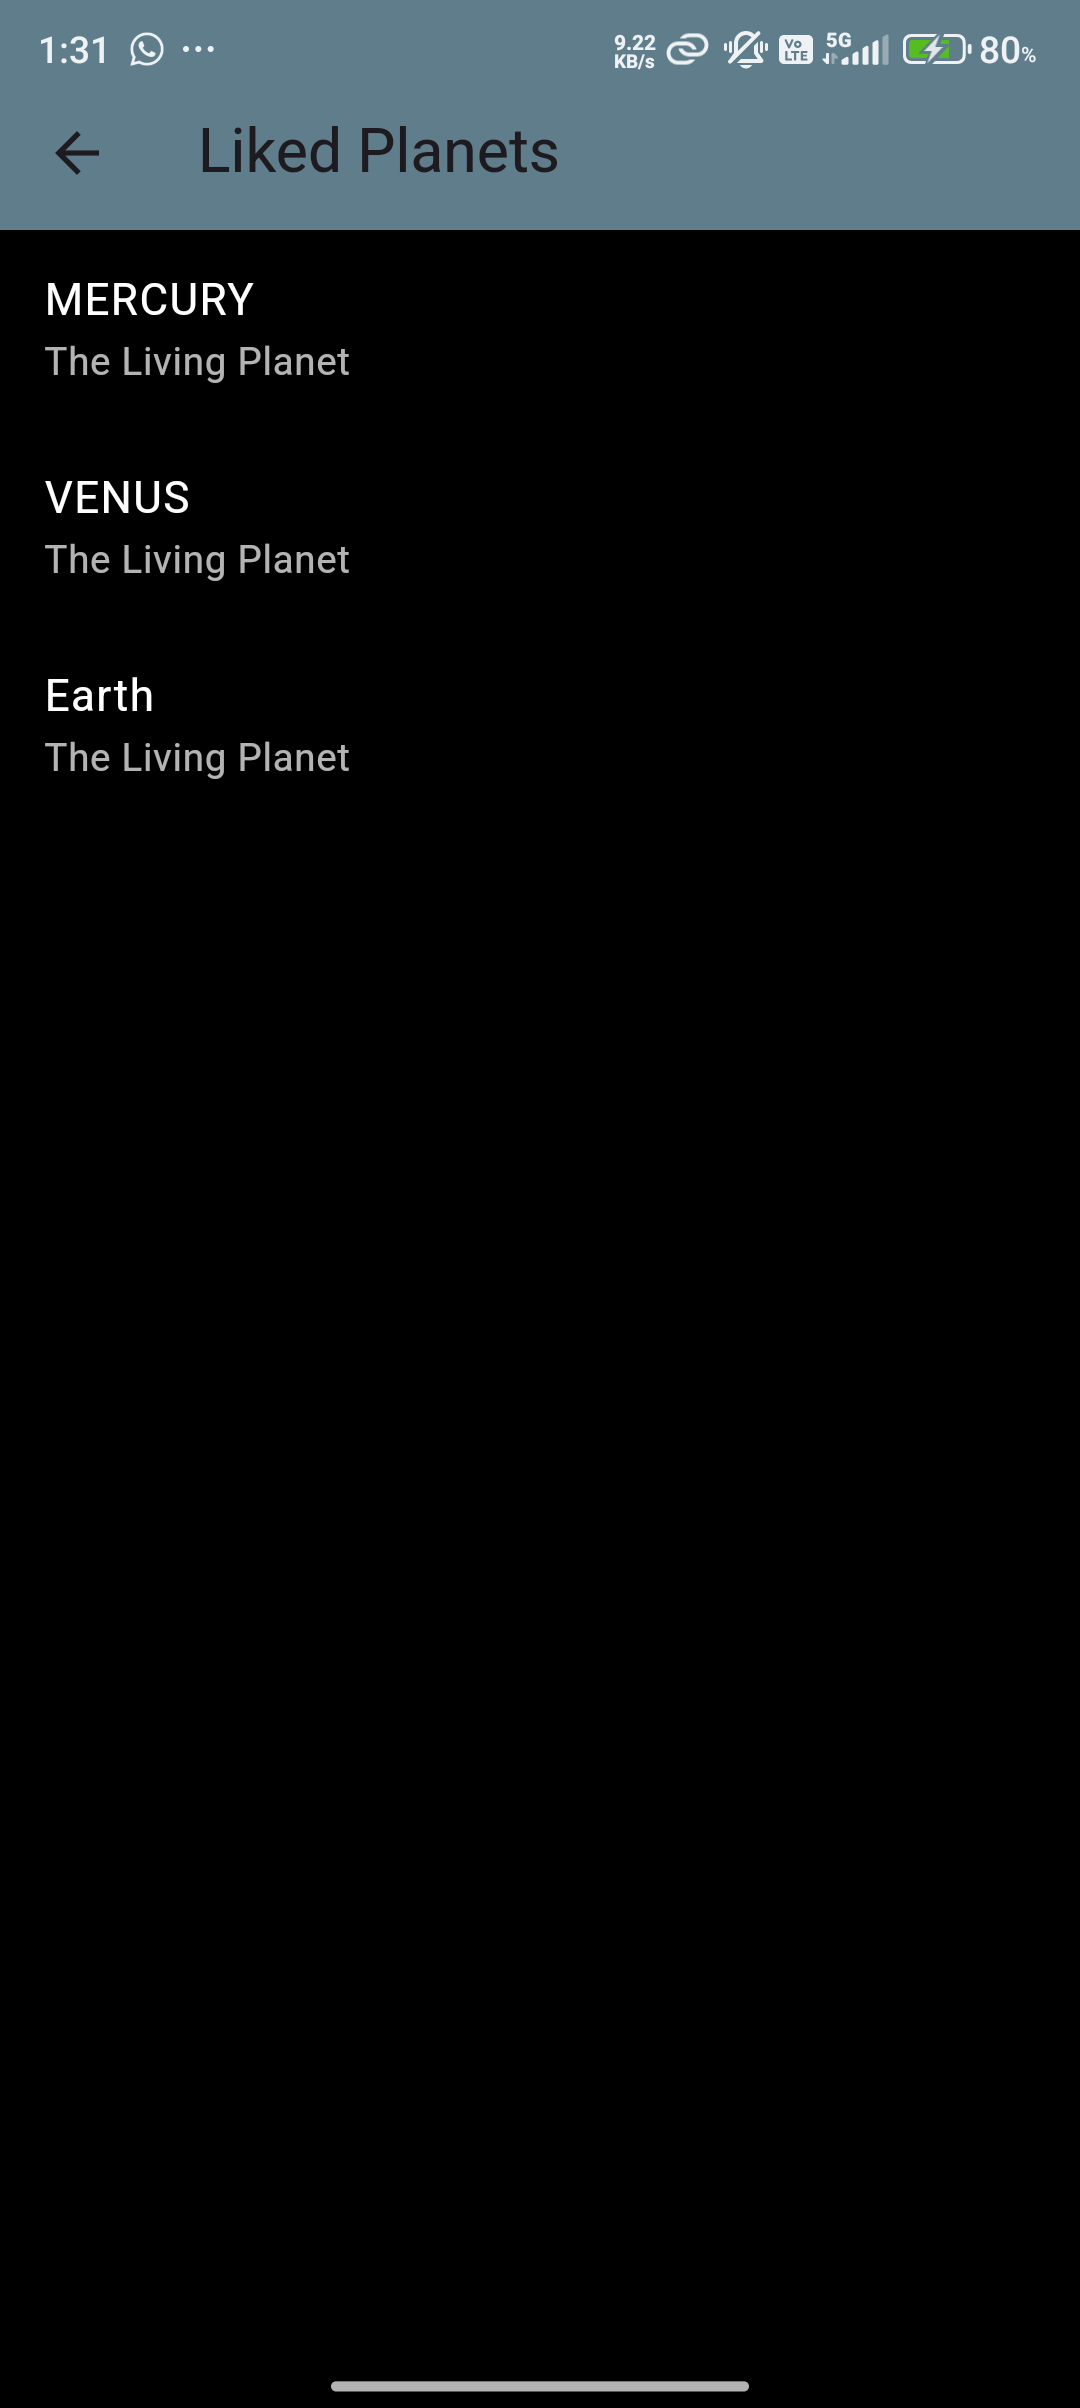 1:31
9.22
KB/s
Vo
LTE
5G
80%
Liked Planets
MERCURY
The Living Planet
VENUS
The Living Planet
Earth
The Living Planet